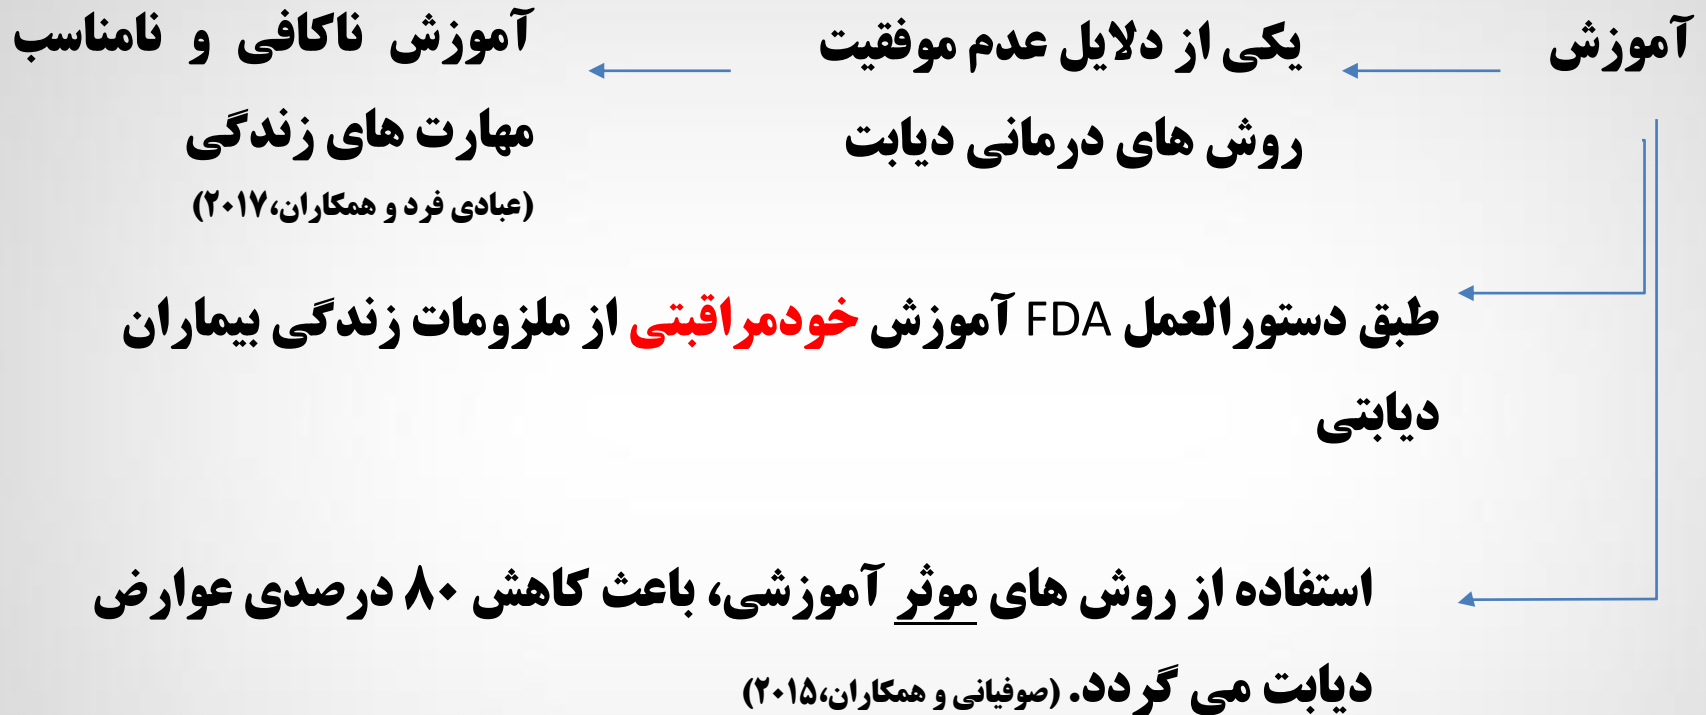 آموزش
یکی از دلایل عدم موفقیت
روش های درمانی دیابت
آموزش ناکافی و نامناسب
مهارت های زندگی
(عبادی فرد و همکاران،۲۰۱۷)
طبق دستورالعمل FDA آموزش خودمراقبتی از ملزومات زندگی بیماران
دیابتی
استفاده از روش های موثر آموزشی، باعث کاهش ۸۰ درصدی عوارض
دیابت می گردد. (صوفیانی و همکاران،۲۰۱۵)